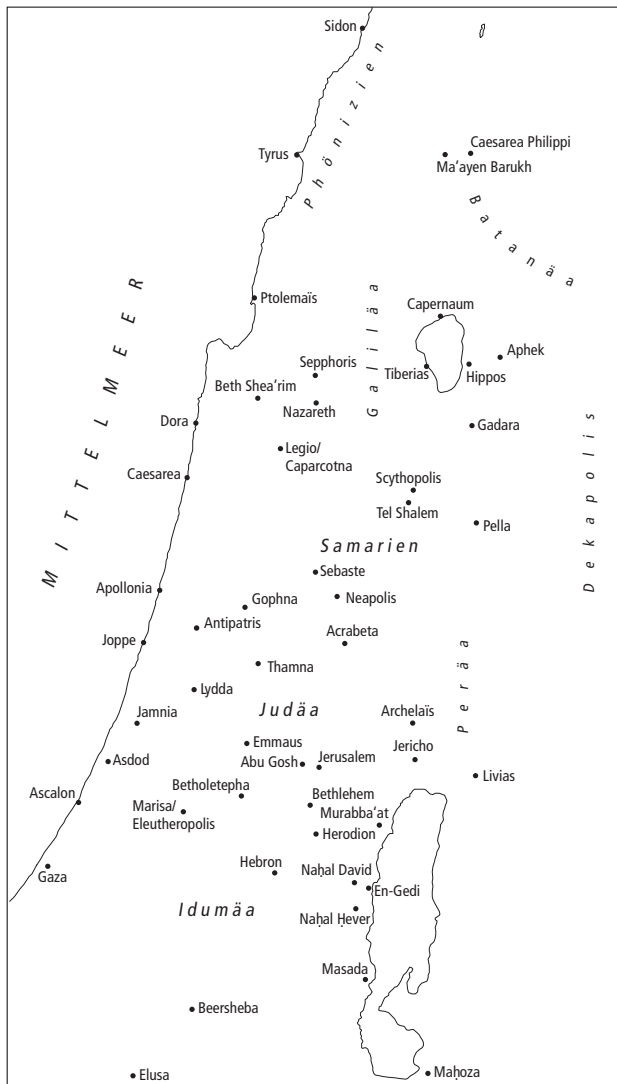 Sidon
Phönizien
Tyrus
Caesarea Philippi
Ma‘ayen Barukh
Batanäa
MITTELMEER
Ptolemaïs
Galiläa
Capernaum
Sepphoris
Aphek
Tiberias
Hippos
Beth Shea‘rim
Nazareth
Dora
Gadara
Dekapolis
Legio/
Caparcotna
Caesarea
Scythopolis
Tel Shalem
Pella
Samarien
Sebaste
Apollonia
Gophna
Neapolis
Antipatris
Joppe
Acrabeta
Peräa
Thamna
Lydda
Judäa
Archelaïs
Jamnia
Emmaus
Jericho
Asdod
Abu Gosh
Jerusalem
Livias
Betholetepha
Ascalon
Marisa/
Eleutheropolis
Bethlehem
Murabba‘at
Herodion
Gaza
Hebron
Naḥal David
En-Gedi
Idumäa
Naḥal Ḥever
Masada
Beersheba
Elusa
Maḥoza